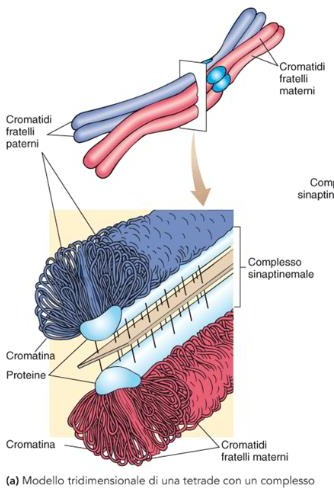 Cromatidi
fratelli
materni
Cromatidi
fratelli
paterni
Complesso
sinaptinemale
Cromatina
Proteine
Cromatina
Cromatidi
fratelli materni
(a) Modello tridimensionale di una tetrade con un complesso